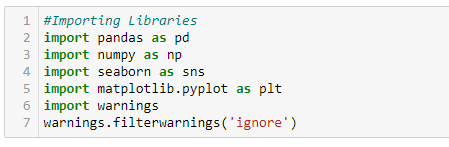 1 #Importing Libraries
2 import pandas as pd
3 import numpy as np
4 import seaborn as sns
5 import matplotlib.pyplot as plt
6 import warnings
7 warnings.filterwarnings('ignore')